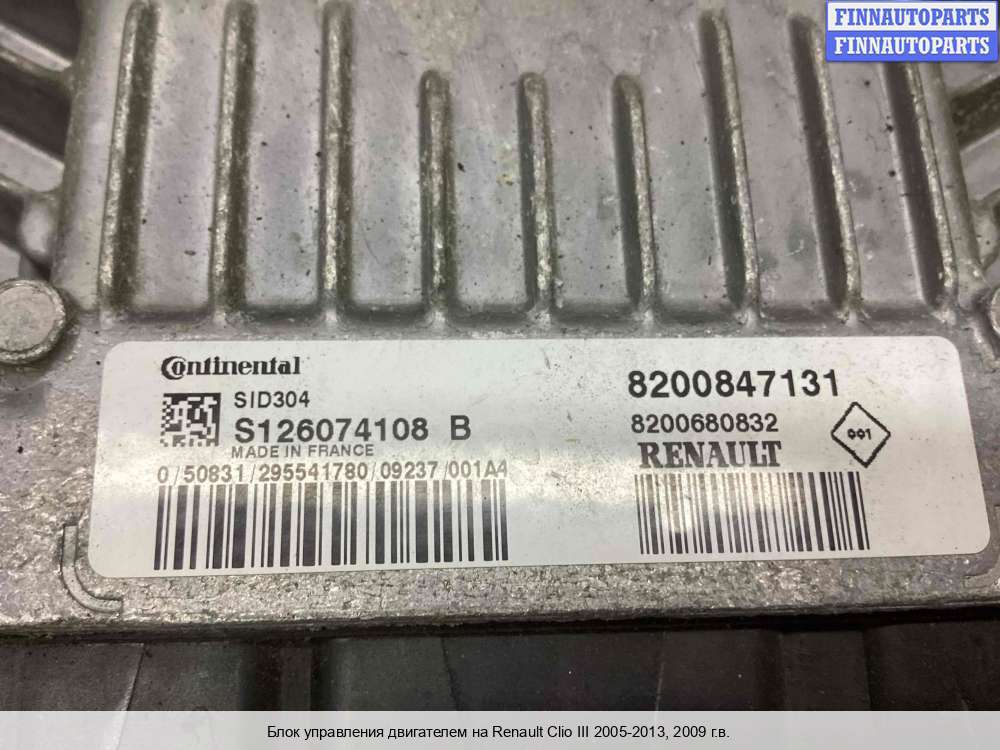 FINNAUTOPARTS
FINNAUTOPARTS
Continental
SID304
S126074108 B
MADE IN FRANCE
0/50831/295541780/09237/001A4
8200847131
8200680832
RENAULT
001
Блок управления двигателем на Renault Clio III 2005-2013, 2009 г.в.